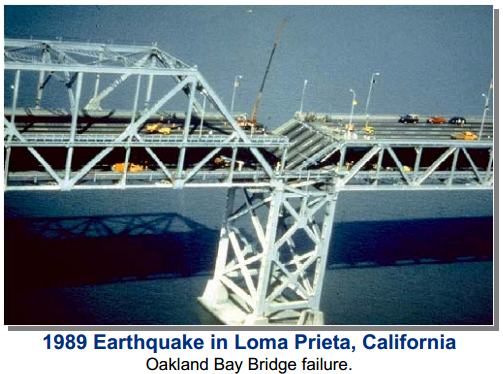 1989 Earthquake in Loma Prieta, California
Oakland Bay Bridge failure.